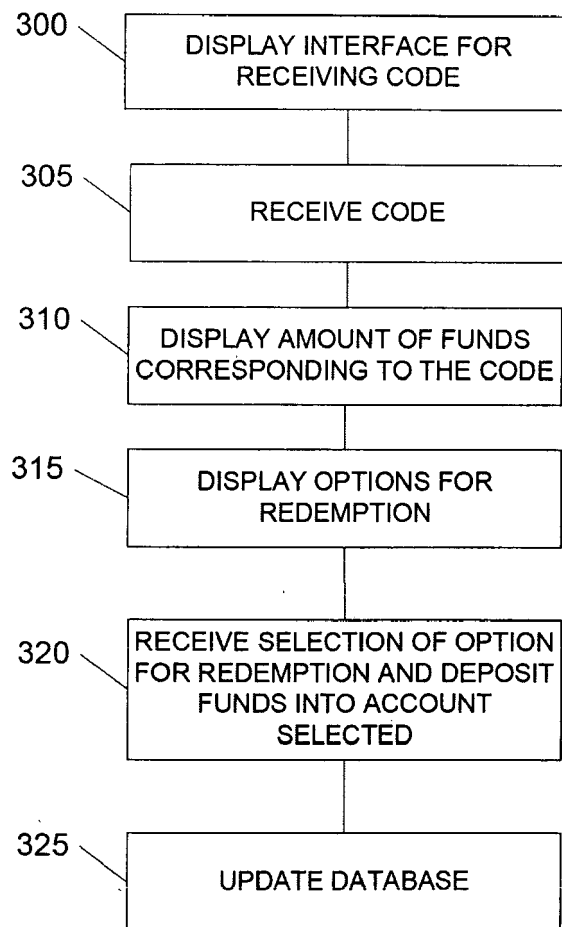 300
DISPLAY INTERFACE FOR
RECEIVING CODE
305
RECEIVE CODE
310
DISPLAY AMOUNT OF FUNDS
CORRESPONDING TO THE CODE
315
DISPLAY OPTIONS FOR
REDEMPTION
320
RECEIVE SELECTION OF OPTION
FOR REDEMPTION AND DEPOSIT
FUNDS INTO ACCOUNT
SELECTED
325
UPDATE DATABASE